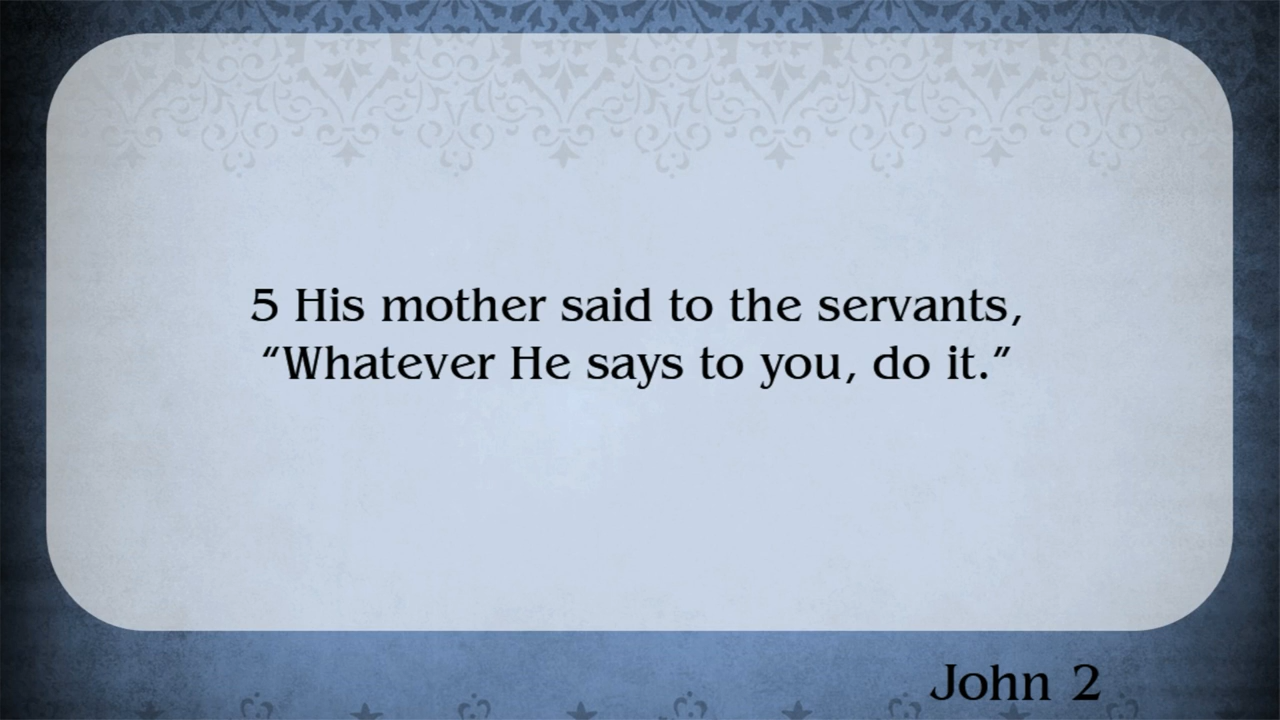 5 His mother said to the servants,
“Whatever He says to you, do it.”
John 2